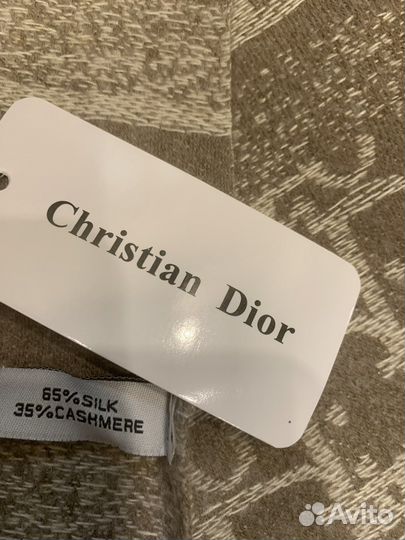 Christian Dior
65%SILK
35%CASHMERE
Avito